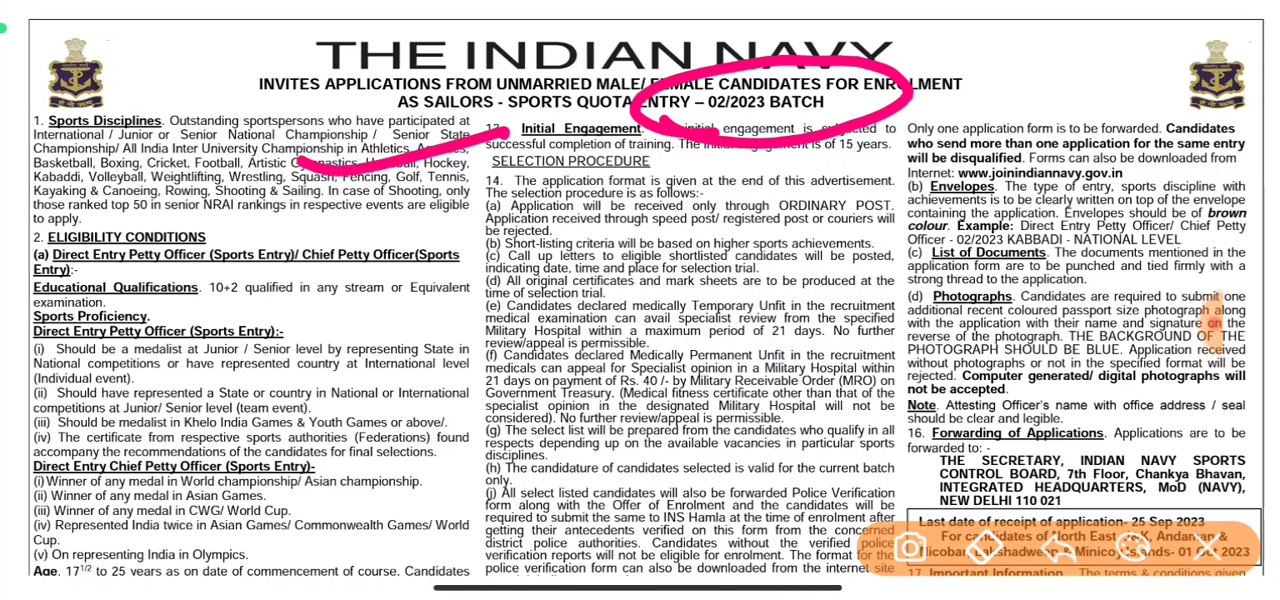 THE INDIAN NAVY
INVITES APPLICATIONS FROM UNMARRIED MALE/ FEMALE CANDIDATES FOR ENROLMENT
AS SAILORS - SPORTS QUOTA ENTRY – 02/2023 BATCH
1. Sports Disciplines. Outstanding sportspersons who have participated at
International / Junior or Senior National Championship / Senior State
Championship/ All India Inter University Championship in Athletics,
Basketball, Boxing, Cricket, Football, Artistic Gymnastics, Handball, Hockey,
Kabaddi, Volleyball, Weightlifting, Wrestling, Squash, Fencing, Golf, Tennis,
Kayaking & Canoeing, Rowing, Shooting & Sailing. In case of Shooting, only
those ranked top 50 in senior NRAI rankings in respective events are eligible
to apply.
2. ELIGIBILITY CONDITIONS
(a) Direct Entry Petty Officer (Sports Entry)/ Chief Petty Officer(Sports
Entry):-
Educational Qualifications. 10+2 qualified in any stream or Equivalent
examination.
Sports Proficiency.
Direct Entry Petty Officer (Sports Entry):-
(i) Should be a medalist at Junior / Senior level by representing State in
National competitions or have represented country at International level
(Individual event).
(ii) Should have represented a State or country in National or International
competitions at Junior/ Senior level (team event).
(iii) Should be medalist in Khelo India Games & Youth Games or above/.
(iv) The certificate from respective sports authorities (Federations) found
accompany the recommendations of the candidates for final selections.
Direct Entry Chief Petty Officer (Sports Entry)-
(i) Winner of any medal in World championship/ Asian championship.
(ii) Winner of any medal in Asian Games.
(iii) Winner of any medal in CWG/ World Cup.
(iv) Represented India twice in Asian Games/ Commonwealth Games/ World
Cup.
(v) On representing India in Olympics.
Age. 17 1/2 to 25 years as on date of commencement of course. Candidates
Initial Engagement. initial engagement is subjected to
successful completion of training. The initial engagement is of 15 years.
SELECTION PROCEDURE
14. The application format is given at the end of this advertisement.
The selection procedure is as follows:-
(a) Application will be received only through ORDINARY POST.
Application received through speed post/ registered post or couriers will
be rejected.
(b) Short-listing criteria will be based on higher sports achievements.
(c) Call up letters to eligible shortlisted candidates will be posted,
indicating date, time and place for selection trial.
(d) All original certificates and mark sheets are to be produced at the
time of selection trial.
(e) Candidates declared medically Temporary Unfit in the recruitment
medical examination can avail specialist review from the specified
Military Hospital within a maximum period of 21 days. No further
review/appeal is permissible.
(f) Candidates declared Medically Permanent Unfit in the recruitment
medicals can appeal for Specialist opinion in a Military Hospital within
21 days on payment of Rs. 40 /- by Military Receivable Order (MRO) on
Government Treasury. (Medical fitness certificate other than that of the
specialist opinion in the designated Military Hospital will not be
considered). No further review/appeal is permissible.
(g) The select list will be prepared from the candidates who qualify in all
respects depending up on the available vacancies in particular sports
disciplines.
(h) The candidature of candidates selected is valid for the current batch
only.
(j) All select listed candidates will also be forwarded Police Verification
form along with the Offer of Enrolment and the candidates will be
required to submit the same to INS Hamla at the time of enrolment after
getting their antecedents verified on this form from the concerned
district police authorities. Candidates without the verified police
verification reports will not be eligible for enrolment. The format for the
police verification form can also be downloaded from the internet site
Only one application form is to be forwarded. Candidates
who send more than one application for the same entry
will be disqualified. Forms can also be downloaded from
Internet: www.joinindiannavy.gov.in
(b) Envelopes. The type of entry, sports discipline with
achievements is to be clearly written on top of the envelope
containing the application. Envelopes should be of brown
colour. Example: Direct Entry Petty Officer/ Chief Petty
Officer - 02/2023 KABBADI - NATIONAL LEVEL
(c) List of Documents. The documents mentioned in the
application form are to be punched and tied firmly with a
strong thread to the application.
(d) Photographs. Candidates are required to submit one
additional recent coloured passport size photograph along
with the application with their name and signature on the
reverse of the photograph. THE BACKGROUND OF THE
PHOTOGRAPH SHOULD BE BLUE. Application received
without photographs or not in the specified format will be
rejected. Computer generated/ digital photographs will
not be accepted.
Note. Attesting Officer's name with office address / seal
should be clear and legible.
16. Forwarding of Applications. Applications are to be
forwarded to: -
THE SECRETARY, INDIAN NAVY SPORTS
CONTROL BOARD, 7th Floor, Chankya Bhavan,
INTEGRATED HEADQUARTERS, MoD (NAVY),
NEW DELHI 110 021
Last date of receipt of application- 25 Sep 2023
For candidates of North East, J&K, Andaman &
Nicobar, Lakshadweep & Minicoy Islands- 01 2023
17. Important Information. The terms & conditions given